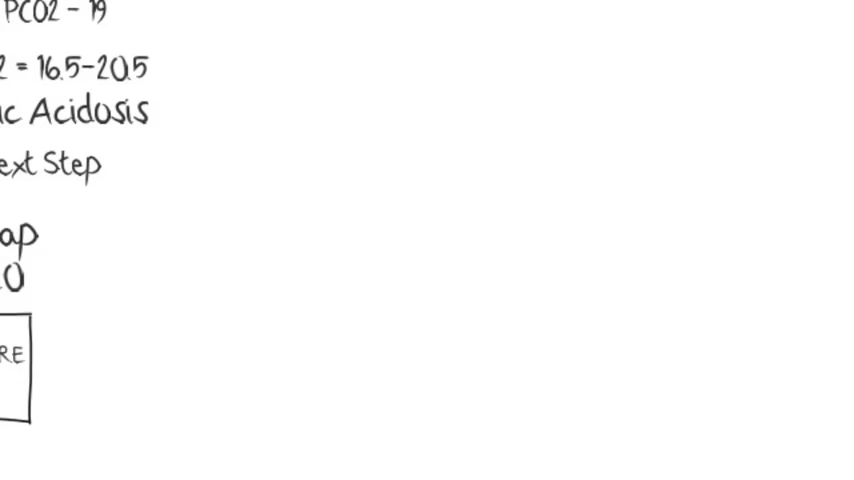 PCO2 - 19
2 = 16.5-20.5
ic Acidosis
ext Step
ap
0
RE